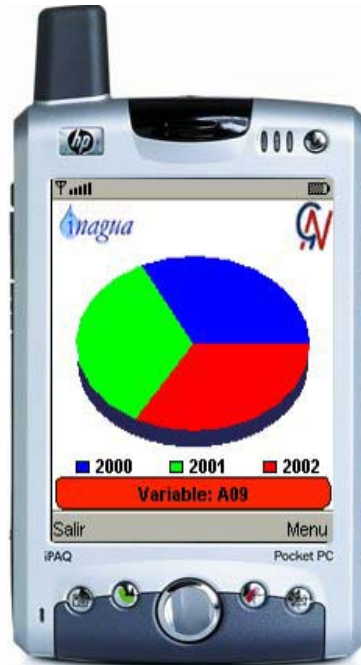 hp
inagua
2000 2001 2002
Variable: A09
Salir Menu
iPAQ Pocket PC